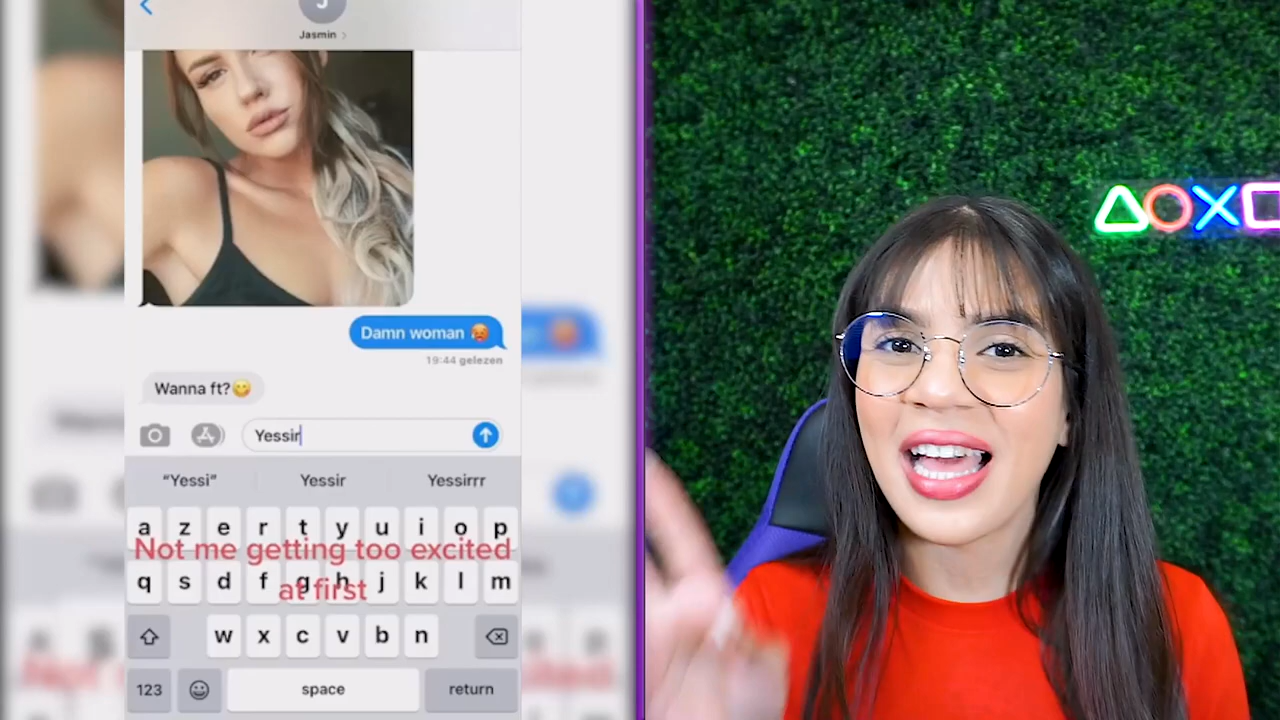 J
Jasmin
Damn woman 🥵
19:44 gelezen
Wanna ft?😋
Yessir
“Yessi” Yessir Yessirrr
a z e r t y u i o p
Not me getting too excited
at first
q s d f g h j k l m
w x c v b n
123 space return